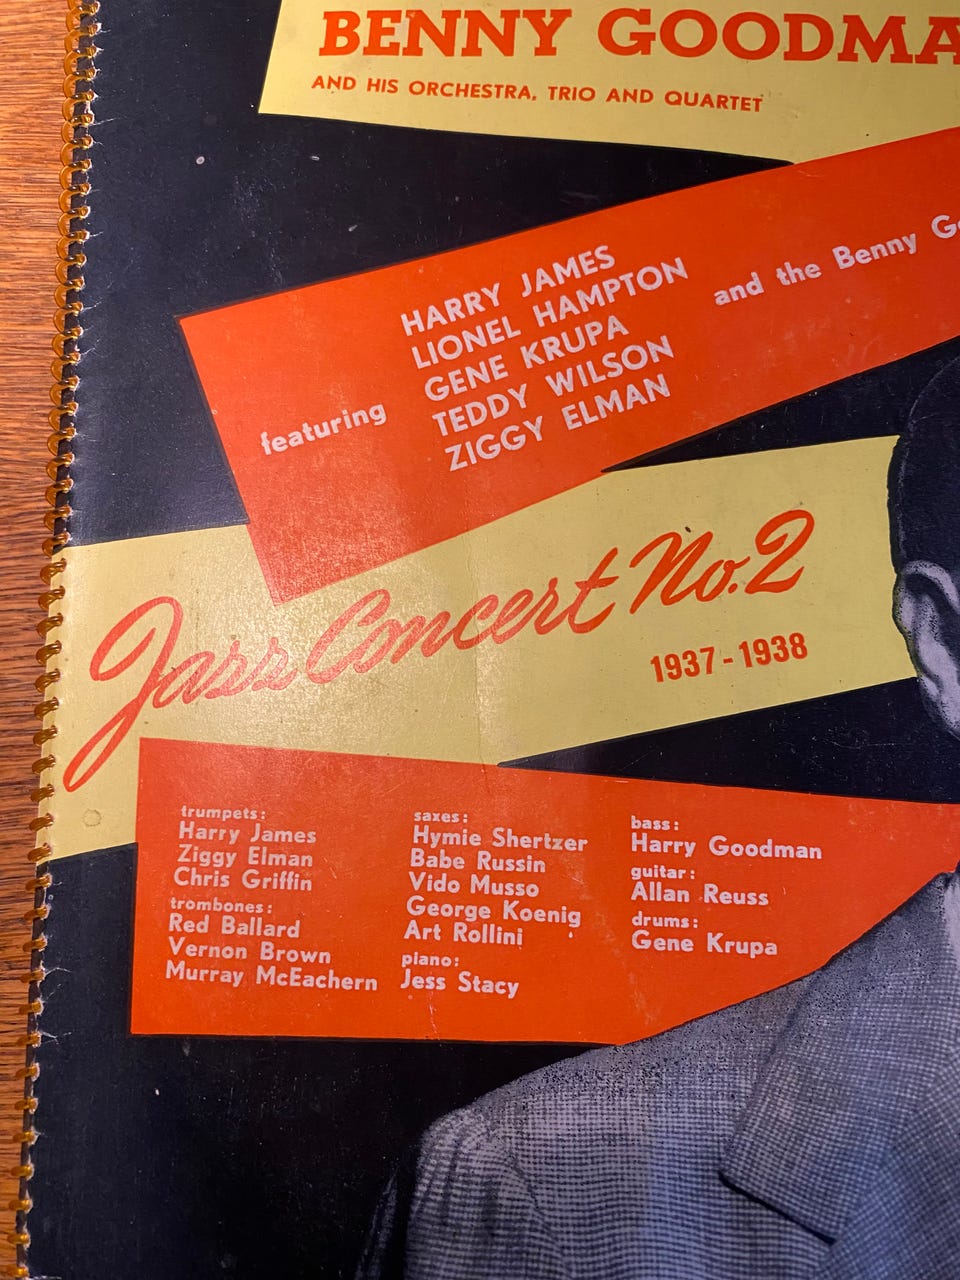 BENNY GOODMA
AND HIS ORCHESTRA, TRIO AND QUARTET
featuring
HARRY JAMES
LIONEL HAMPTON
GENE KRUPA
TEDDY WILSON
ZIGGY ELMAN
and the Benny Go
Jazz Concert No. 2
1937-1938
trumpets:
Harry James
Ziggy Elman
Chris Griffin
trombones:
Red Ballard
Vernon Brown
Murray McEachern
saxes:
Hymie Shertzer
Babe Russin
Vido Musso
George Koenig
Art Rollini
piano:
Jess Stacy
bass:
Harry Goodman
guitar:
Allan Reuss
drums:
Gene Krupa